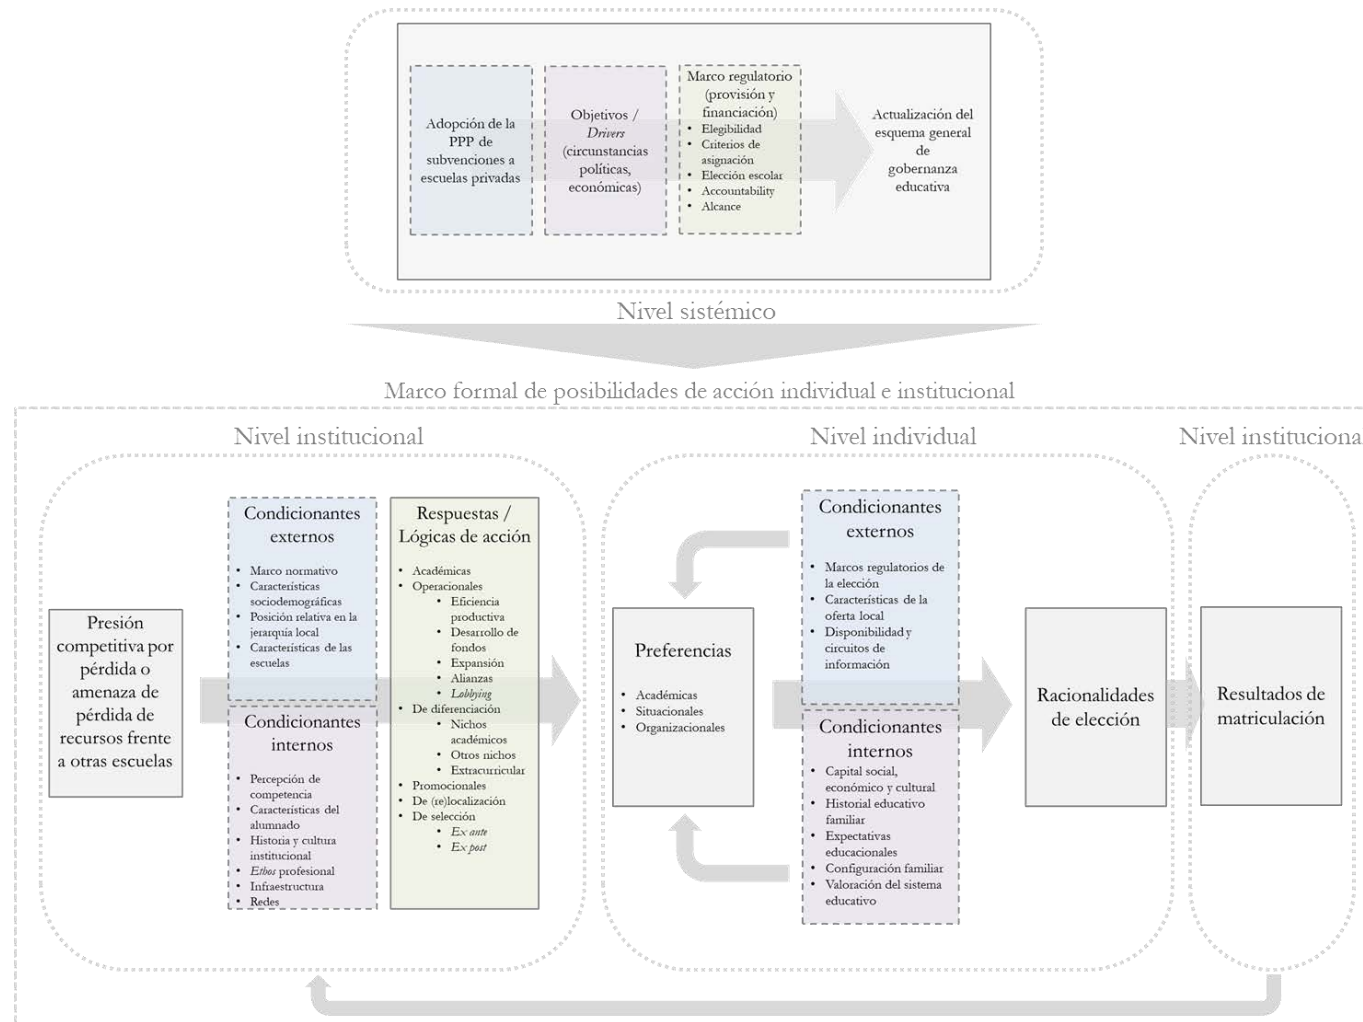 Adopción de la
PPP de
subvenciones a
escuelas privadas
Objetivos /
Drivers
(circunstancias
políticas,
económicas)
Marco regulatorio
(provisión y
financiación)
• Elegibilidad
• Criterios de
asignación
• Elección escolar
• Accountability
• Alcance
Actualización del
esquema general
de
gobernanza
educativa
Nivel sistémico
Marco formal de posibilidades de acción individual e institucional
Nivel institucional
Presión
competitiva por
pérdida o
amenaza de
pérdida de
recursos frente
a otras escuelas
Condicionantes
externos
• Marco normativo
• Características
sociodemográficas
• Posición relativa en la
jerarquía local
• Características de las
escuelas
Condicionantes
internos
• Percepción de
competencia
• Características del
alumnado
• Historia y cultura
institucional
• Ethos profesional
• Infraestructura
• Redes
Respuestas /
Lógicas de acción
• Académicas
• Operacionales
• Eficiencia
productiva
• Desarrollo de
fondos
• Expansión
• Alianzas
• Lobbying
• De diferenciación
• Nichos
académicos
• Otros nichos
• Extracurricular
• Promocionales
• De (re)localización
• De selección
• Ex ante
• Ex post
Nivel individual
Preferencias
• Académicas
• Situacionales
• Organizacionales
Condicionantes
externos
• Marcos regulatorios de
la elección
• Características de la
oferta local
• Disponibilidad y
circuitos de
información
Condicionantes
internos
• Capital social,
económico y cultural
• Historial educativo
familiar
• Expectativas
educacionales
• Configuración familiar
• Valoración del sistema
educativo
Racionalidades
de elección
Nivel instituciona
Resultados de
matriculación